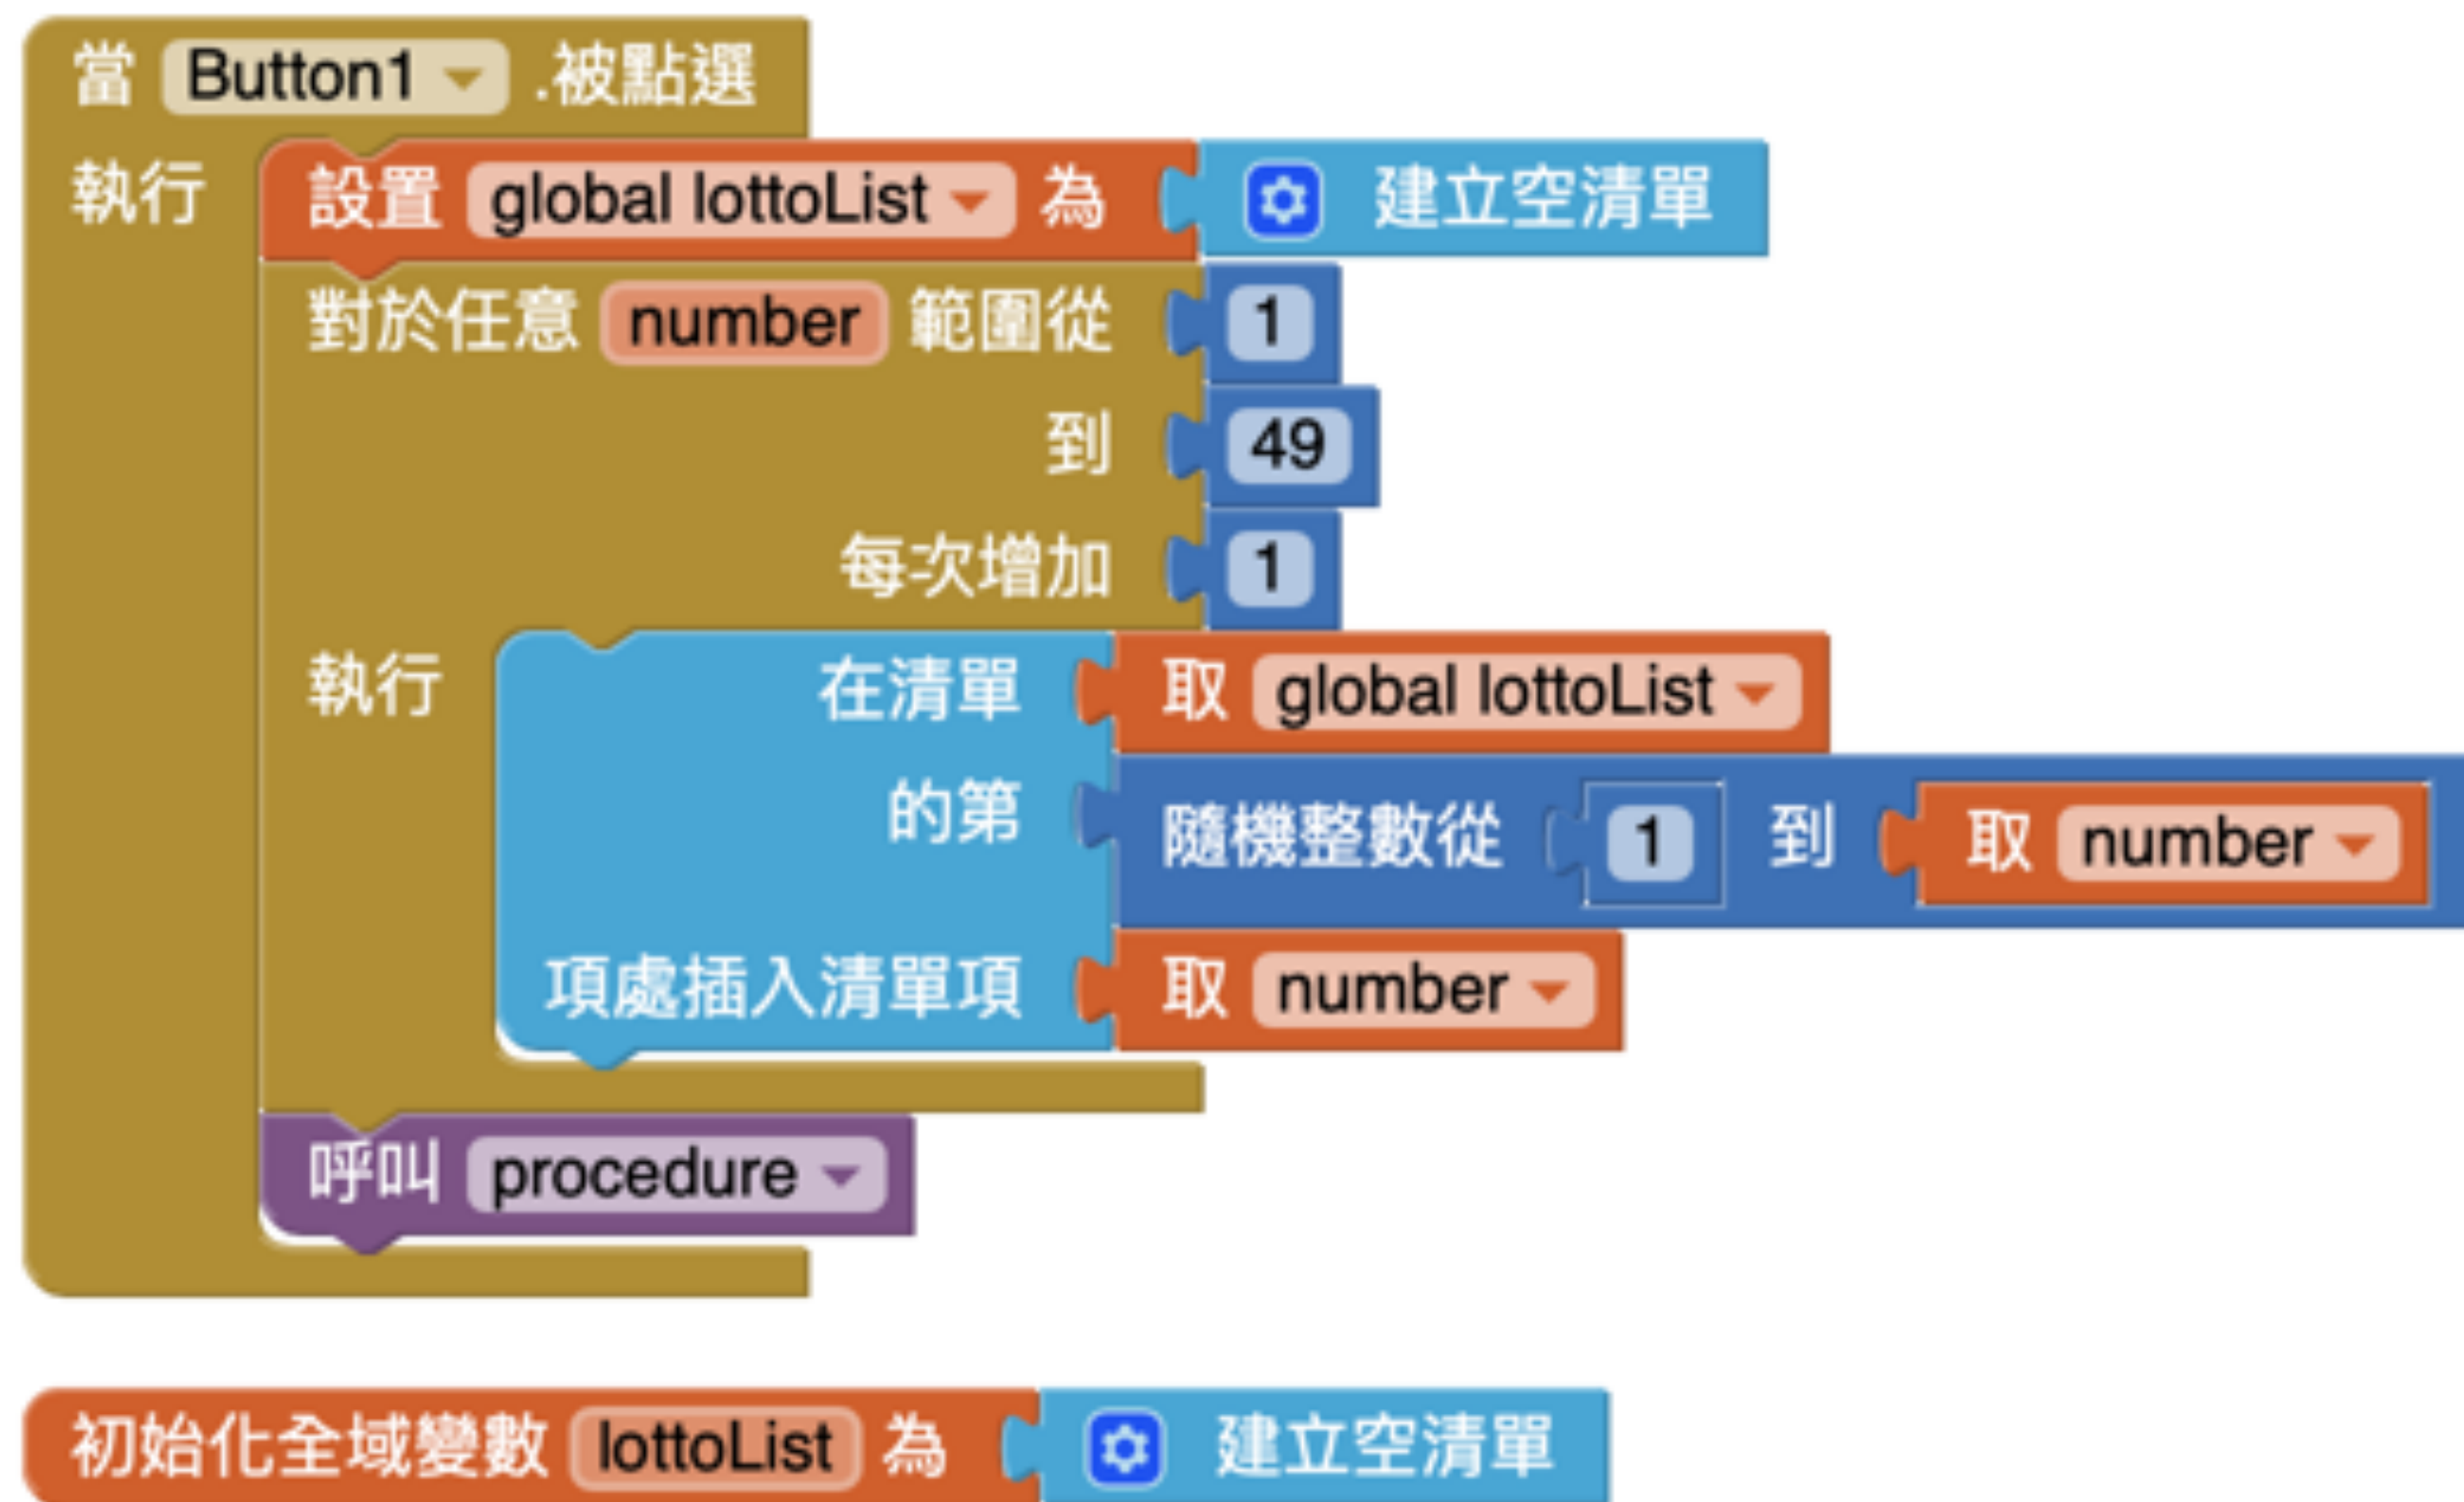 當 Button1 .被點選
執行 設置 global lottoList 為 建立空清單
對於任意 number 範圍從 1
到 49
每次增加 1
執行 在清單 取 global lottoList
的第 隨機整數從 1 到 取 number
項處插入清單項 取 number
呼叫 procedure
初始化全域變數 lottoList 為 建立空清單